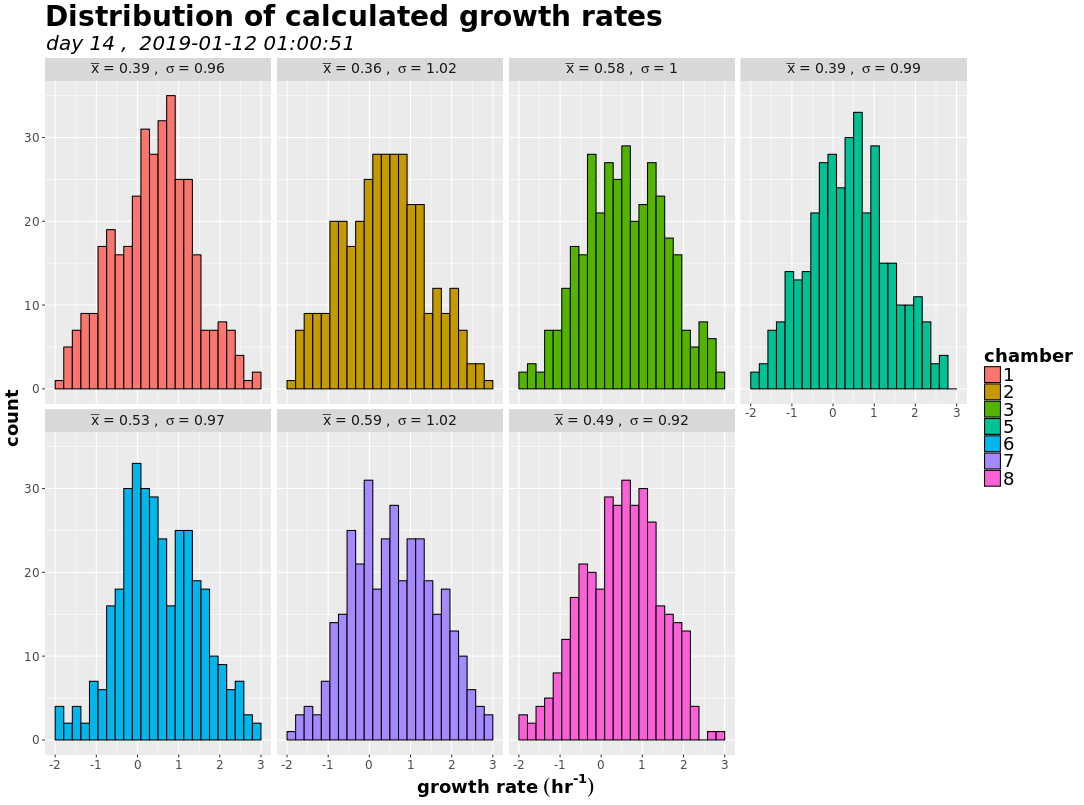 Distribution of calculated growth rates
day 14 ,  2019-01-12 01:00:51
x̅ = 0.39 ,  σ = 0.96
x̅ = 0.36 ,  σ = 1.02
x̅ = 0.58 ,  σ = 1
x̅ = 0.39 ,  σ = 0.99
30
20
10
0
-2 -1 0 1 2 3
x̅ = 0.53 ,  σ = 0.97
x̅ = 0.59 ,  σ = 1.02
x̅ = 0.49 ,  σ = 0.92
30
20
10
0
-2 -1 0 1 2 3
-2 -1 0 1 2 3
-2 -1 0 1 2 3
count
growth rate (hr⁻¹)
chamber
1
2
3
5
6
7
8